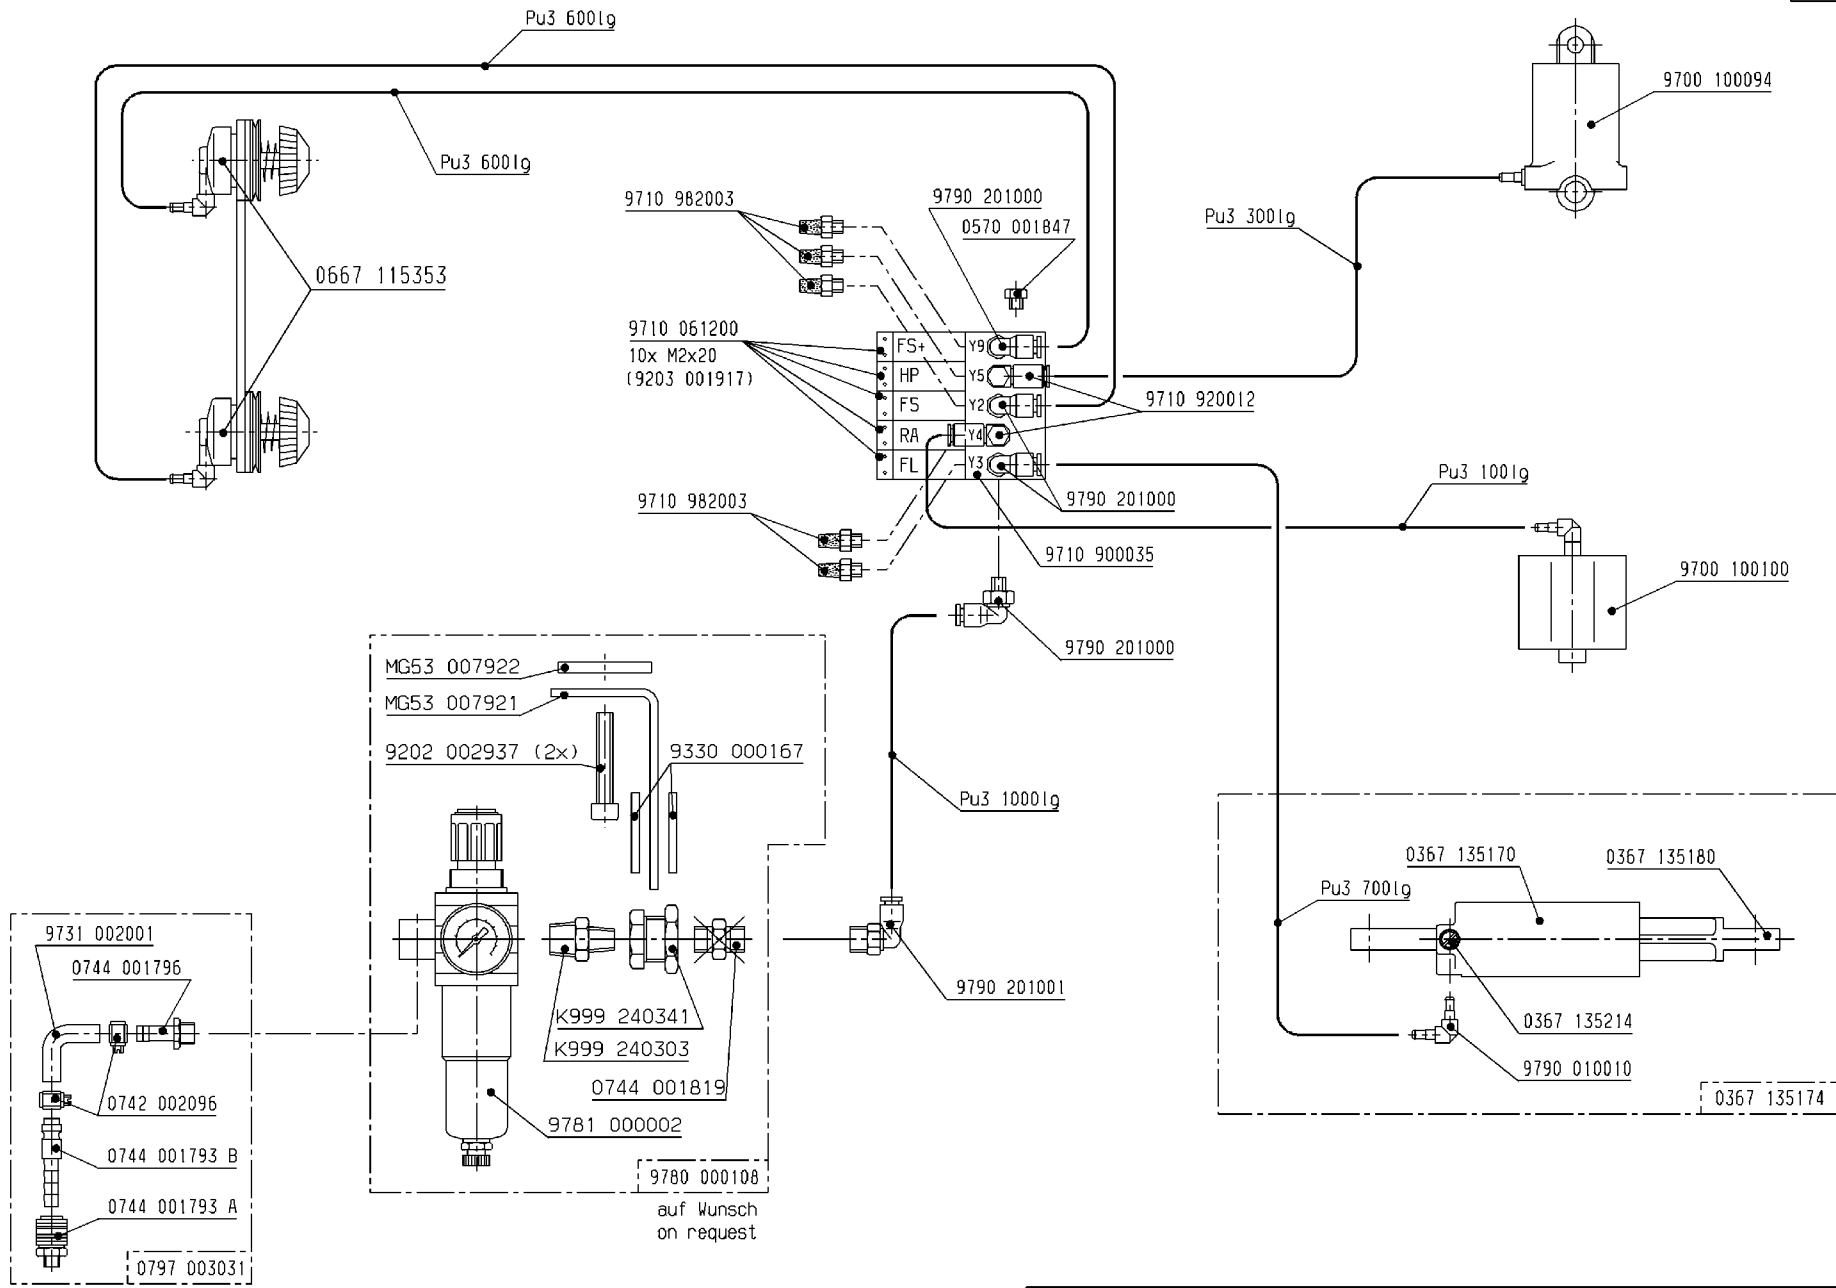 Pu3 600lg
9700 100094
Pu3 600lg
9710 982003
9790 201000
0570 001847
Pu3 300lg
0667 115353
9710 061200
10x M2x20
(9203 001917)
FS+ Y9
HP Y5
FS Y2
RA Y4
FL Y3
9710 920012
9710 982003
9790 201000
Pu3 100lg
9710 900035
9700 100100
9790 201000
MG53 007922
MG53 007921
9202 002937 (2x)
9330 000167
Pu3 1000lg
0367 135170
0367 135180
Pu3 700lg
9731 002001
0744 001796
9790 201001
K999 240341
K999 240303
0744 001819
9781 000002
0367 135214
9790 010010
0367 135174
0742 002096
0744 001793 B
0744 001793 A
9780 000108
auf Wunsch
on request
0797 003031